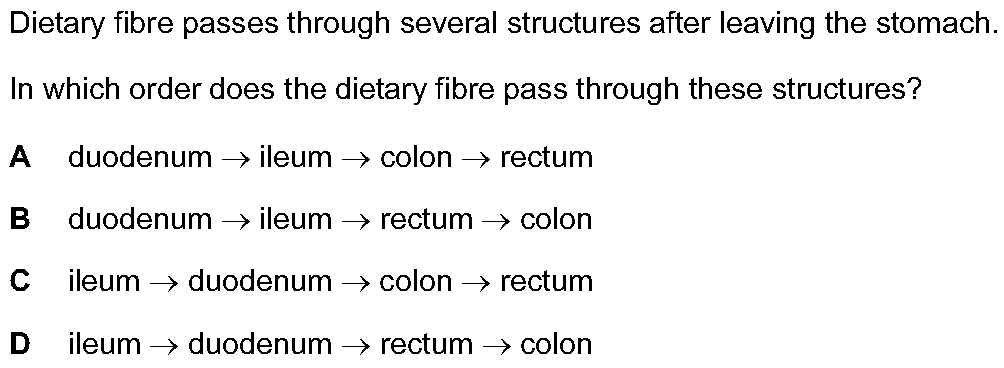 Dietary fibre passes through several structures after leaving the stomach.
In which order does the dietary fibre pass through these structures?
A duodenum → ileum → colon → rectum
B duodenum → ileum → rectum → colon
C ileum → duodenum → colon → rectum
D ileum → duodenum → rectum → colon